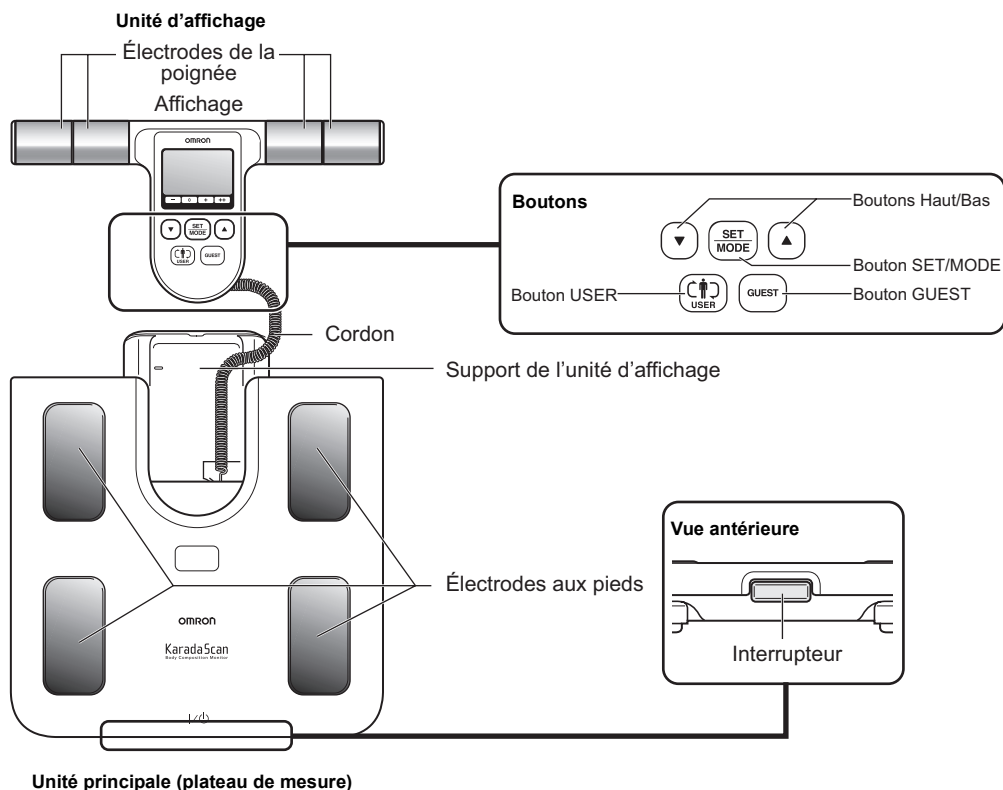 Unité d’affichage
Électrodes de la
poignée
Affichage
OMRON
− 0 + ++
▼ SET
MODE ▲
USER GUEST
Boutons
Boutons Haut/Bas
▼ SET
MODE ▲
Bouton SET/MODE
Bouton USER
USER
GUEST
Bouton GUEST
Cordon
Support de l’unité d’affichage
Électrodes aux pieds
OMRON
KaradaScan
Body Composition Monitor
Vue antérieure
Interrupteur
Unité principale (plateau de mesure)